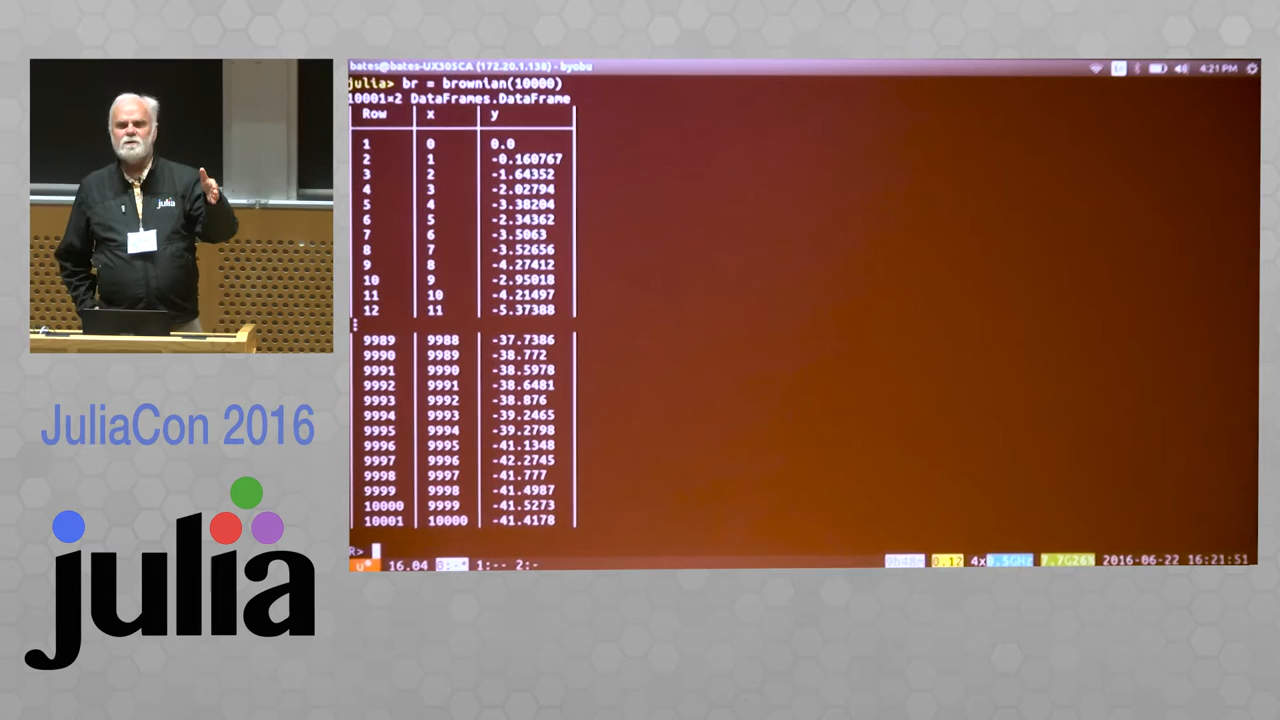 bates@bates-UX305CA (172.20.1.138) - byobu
4:21 PM
julia> br = brownian(10000)
10001×2 DataFrames.DataFrame
Row x y
1 0 0.0
2 1 -0.160767
3 2 -1.64352
4 3 -2.02794
5 4 -3.38204
6 5 -2.34362
7 6 -3.5063
8 7 -3.52656
9 8 -4.27412
10 9 -2.95018
11 10 -4.21497
12 11 -5.37388
⋮
9989 9988 -37.7386
9990 9989 -38.772
9991 9990 -38.5978
9992 9991 -38.6481
9993 9992 -38.876
9994 9993 -39.2465
9995 9994 -39.2798
9996 9995 -41.1348
9997 9996 -42.2745
9998 9997 -41.777
9999 9998 -41.4987
10000 9999 -41.5273
10001 10000 -41.4178
R>
16.04 0:-* 1:-- 2:- 9h48m 0.12 4x0.5GHz 7.7G26% 2016-06-22 16:21:51
julia
JuliaCon 2016
julia